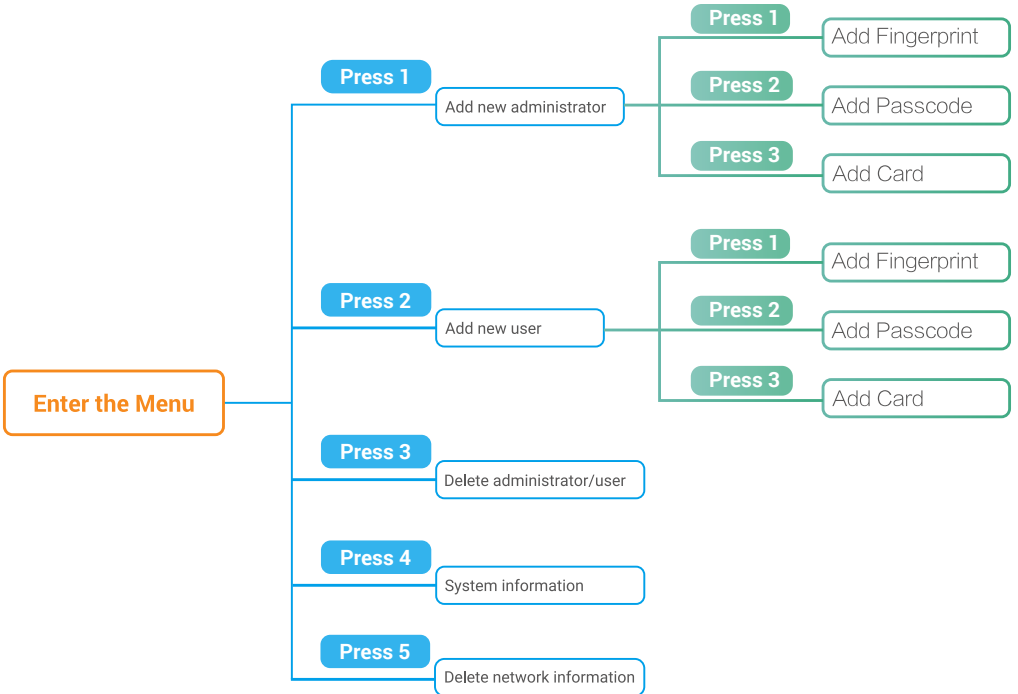 Enter the Menu
Press 1
Add new administrator
Press 1
Add Fingerprint
Press 2
Add Passcode
Press 3
Add Card
Press 2
Add new user
Press 1
Add Fingerprint
Press 2
Add Passcode
Press 3
Add Card
Press 3
Delete administrator/user
Press 4
System information
Press 5
Delete network information